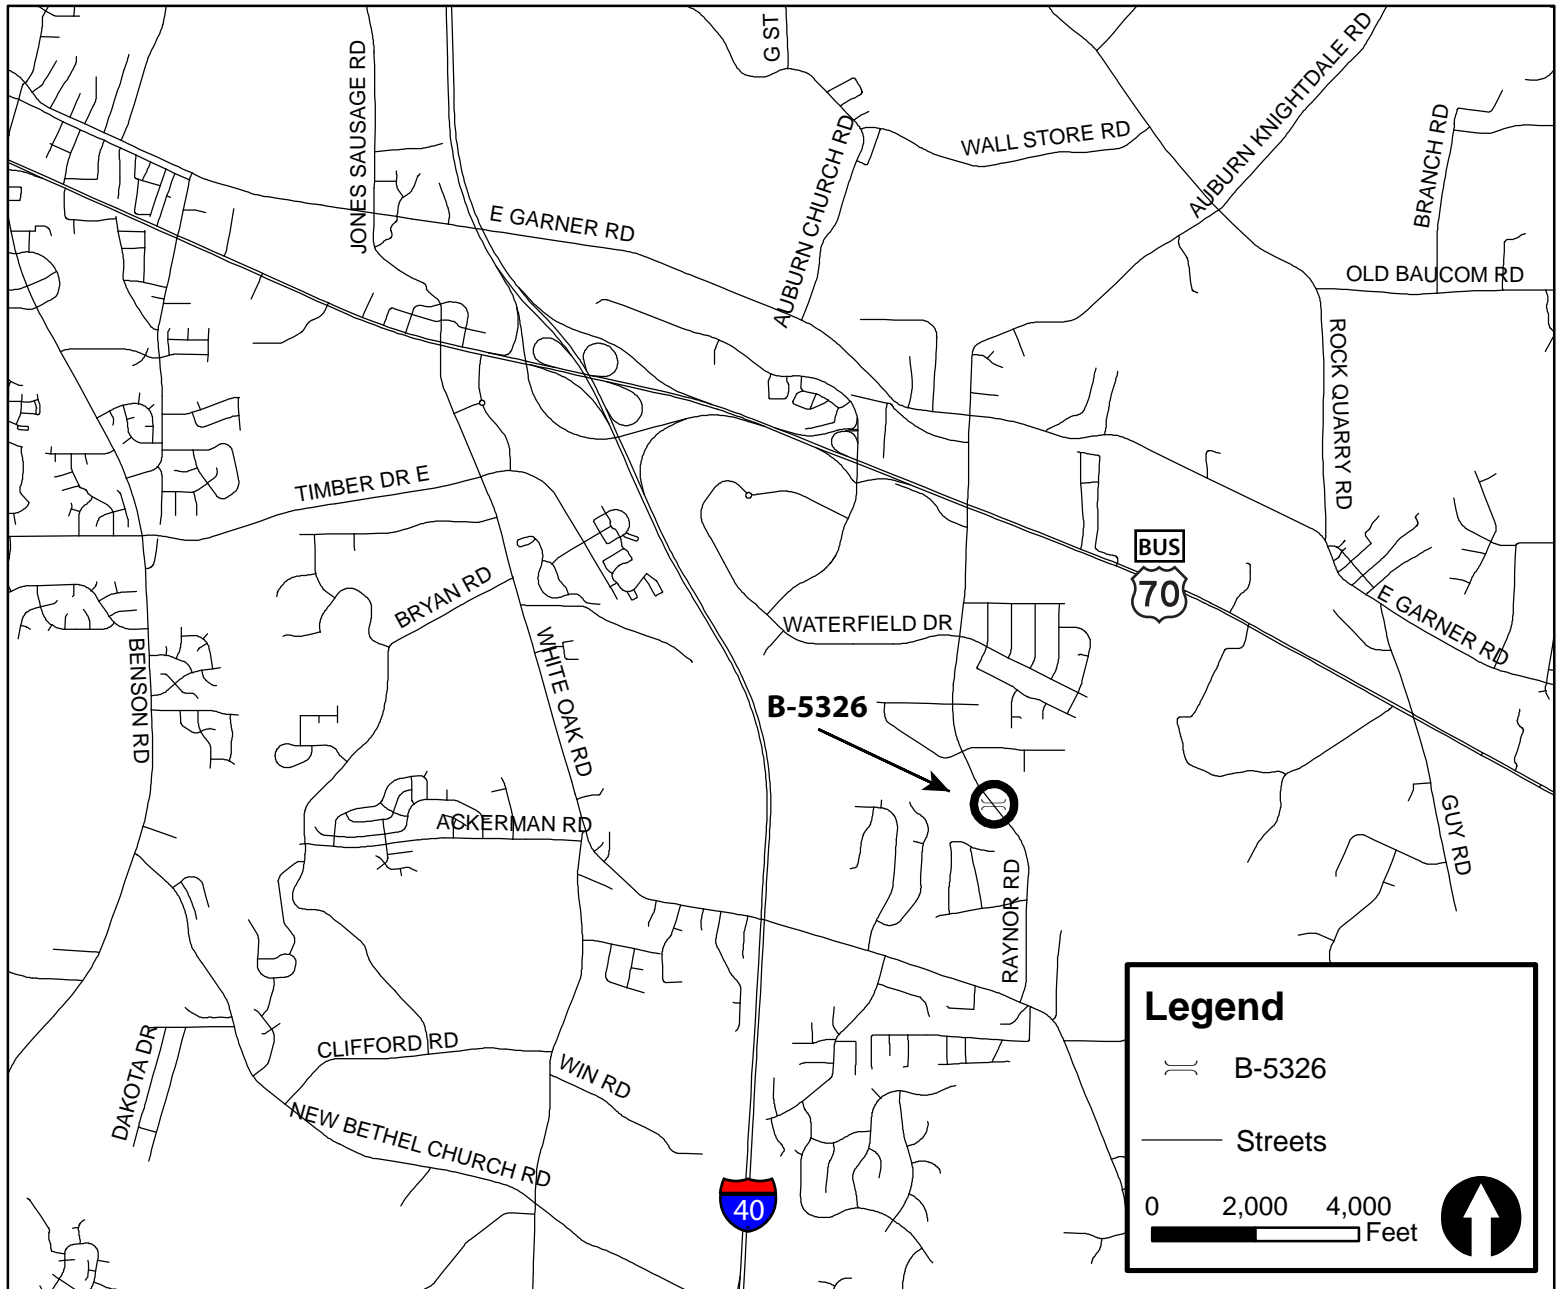 G ST
JONES SAUSAGE RD
AUBURN KNIGHTDALE RD
WALL STORE RD
BRANCH RD
AUBURN CHURCH RD
E GARNER RD
OLD BAUCOM RD
ROCK QUARRY RD
TIMBER DR E
BUS
70
BRYAN RD
E GARNER RD
WATERFIELD DR
BENSON RD
WHITE OAK RD
B-5326
GUY RD
ACKERMAN RD
RAYNOR RD
DAKOTA DR
CLIFFORD RD
WIN RD
NEW BETHEL CHURCH RD
40
Legend
B-5326
Streets
0 2,000 4,000
Feet